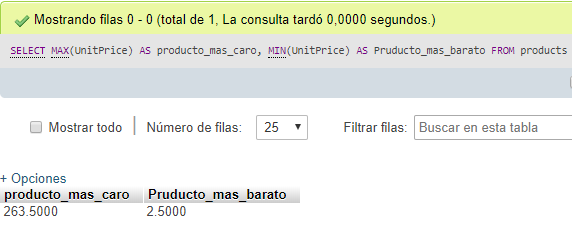 Mostrando filas 0 - 0 (total de 1, La consulta tardó 0,0000 segundos.)
SELECT MAX(UnitPrice) AS producto_mas_caro, MIN(UnitPrice) AS Pruducto_mas_barato FROM products
Mostrar todo | Número de filas: 25 Filtrar filas: Buscar en esta tabla
+ Opciones
producto_mas_caro Pruducto_mas_barato
263.5000 2.5000